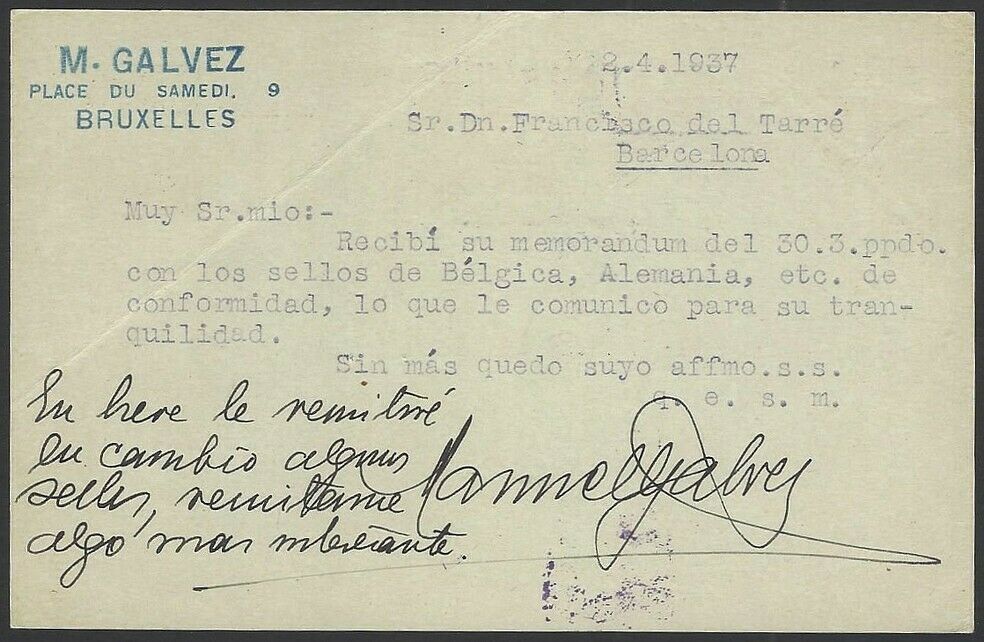 M. GALVEZ
PLACE DU SAMEDI. 9
BRUXELLES
2.4.1937
Sr.Dn.Francisco del Tarré
Barcelona
Muy Sr.mio:-
Recibí su memorandum del 30.3.ppdo.
con los sellos de Bélgica, Alemania, etc. de
conformidad, lo que le comunico para su tran-
quilidad.
Sin más quedo suyo affmo.s.s.
q. e. s. m.
En breve le remitiré
en cambio algunos
sellos, remitame
algo mas interesante.
Manuel Galvez